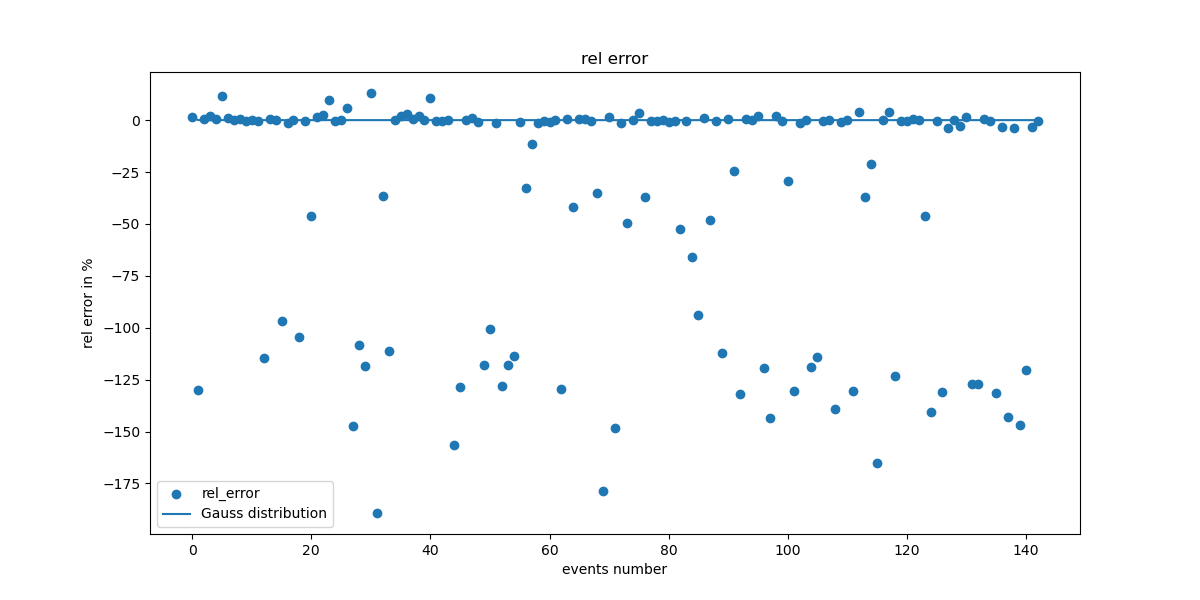 rel error
rel error in %
0
−25
−50
−75
−100
−125
−150
−175
rel_error
Gauss distribution
0 20 40 60 80 100 120 140
events number